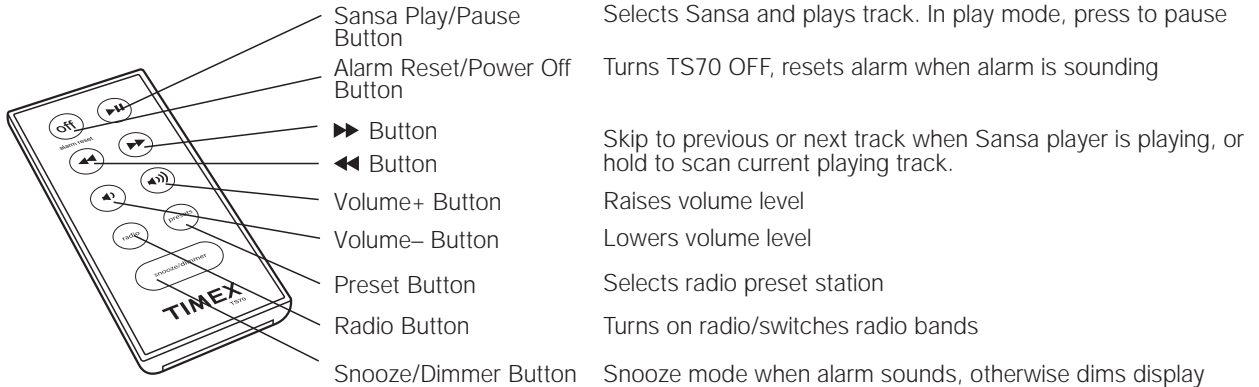 Sansa Play/Pause Button Selects Sansa and plays track. In play mode, press to pause
Alarm Reset/Power Off Button Turns TS70 OFF, resets alarm when alarm is sounding
▶▶ Button
◀◀ Button
Skip to previous or next track when Sansa player is playing, or
hold to scan current playing track.
Volume+ Button Raises volume level
Volume– Button Lowers volume level
Preset Button Selects radio preset station
Radio Button Turns on radio/switches radio bands
Snooze/Dimmer Button Snooze mode when alarm sounds, otherwise dims display
off
alarm reset
presets
radio
snooze/dimmer
TIMEX
TS70